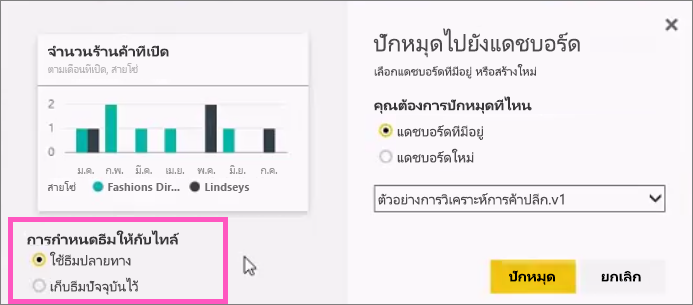 จำนวนร้านค้าที่เปิด
ตามเดือนที่เปิด, สายโซ่
2
1
0
ม.ค. ก.พ. มี.ค. เม.ย. พ.ค. มิ.ย. ก.ค.
สายโซ่ Fashions Dir... Lindseys
การกำหนดธีมให้กับไทล์
ใช้ธีมปลายทาง
เก็บธีมปัจจุบันไว้
ปักหมุดไปยังแดชบอร์ด
เลือกแดชบอร์ดที่มีอยู่ หรือสร้างใหม่
คุณต้องการปักหมุดที่ไหน
แดชบอร์ดที่มีอยู่
แดชบอร์ดใหม่
ตัวอย่างการวิเคราะห์การค้าปลีก.v1
ปักหมุด ยกเลิก